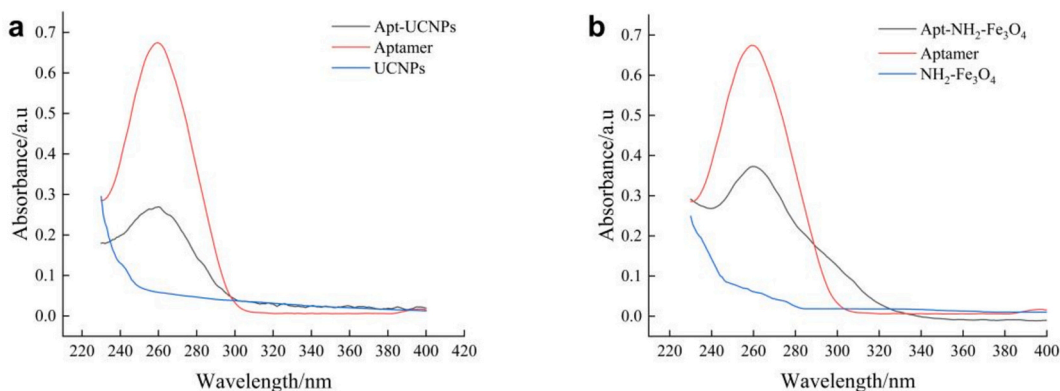 a
Apt-UCNPs
Aptamer
UCNPs
0.7
0.6
0.5
0.4
0.3
0.2
0.1
0.0
Absorbance/a.u
220 240 260 280 300 320 340 360 380 400 420
Wavelength/nm
b
Apt-NH₂-Fe₃O₄
Aptamer
NH₂-Fe₃O₄
0.7
0.6
0.5
0.4
0.3
0.2
0.1
0.0
Absorbance/a.u
220 240 260 280 300 320 340 360 380 400
Wavelength/nm